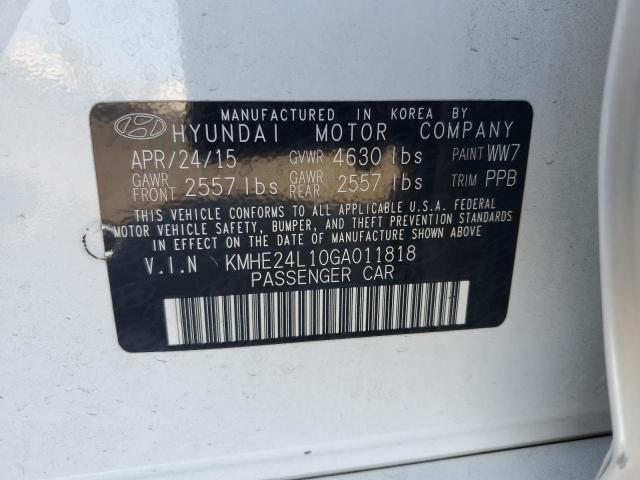 MANUFACTURED IN KOREA BY
HYUNDAI MOTOR COMPANY
APR/24/15 GVWR 4630 lbs PAINT WW7
GAWR FRONT 2557 lbs GAWR REAR 2557 lbs TRIM PPB
THIS VEHICLE CONFORMS TO ALL APPLICABLE U.S.A. FEDERAL
MOTOR VEHICLE SAFETY, BUMPER, AND THEFT PREVENTION STANDARDS
IN EFFECT ON THE DATE OF MANUFACTURE SHOWN ABOVE
V.I.N KMHE24L10GA011818
PASSENGER CAR